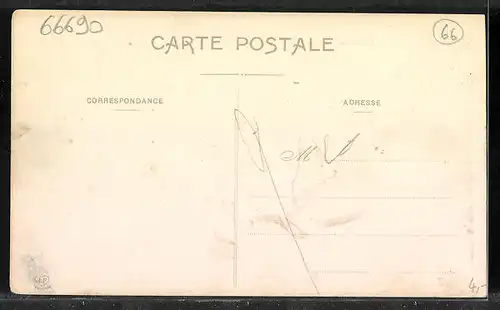 66690
66
CARTE POSTALE
CORRESPONDANCE
ADRESSE
M
4,-